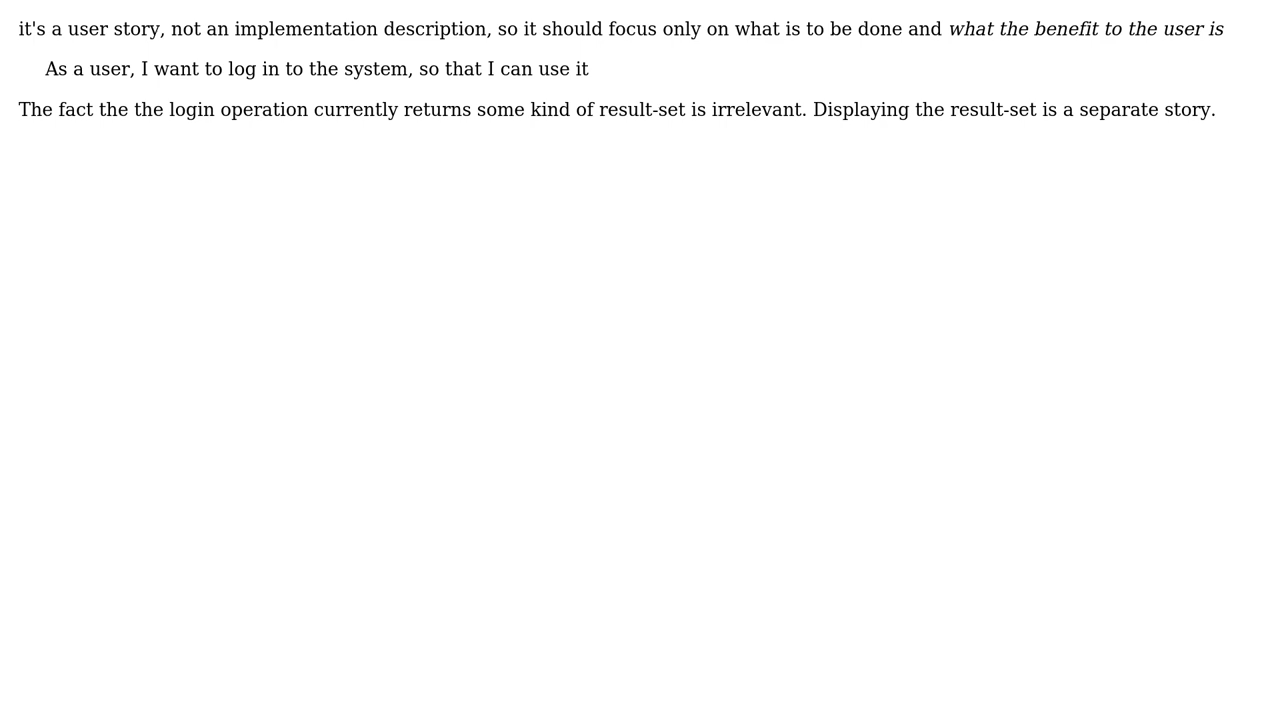 it's a user story, not an implementation description, so it should focus only on what is to be done and what the benefit to the user is
As a user, I want to log in to the system, so that I can use it
The fact the the login operation currently returns some kind of result-set is irrelevant. Displaying the result-set is a separate story.